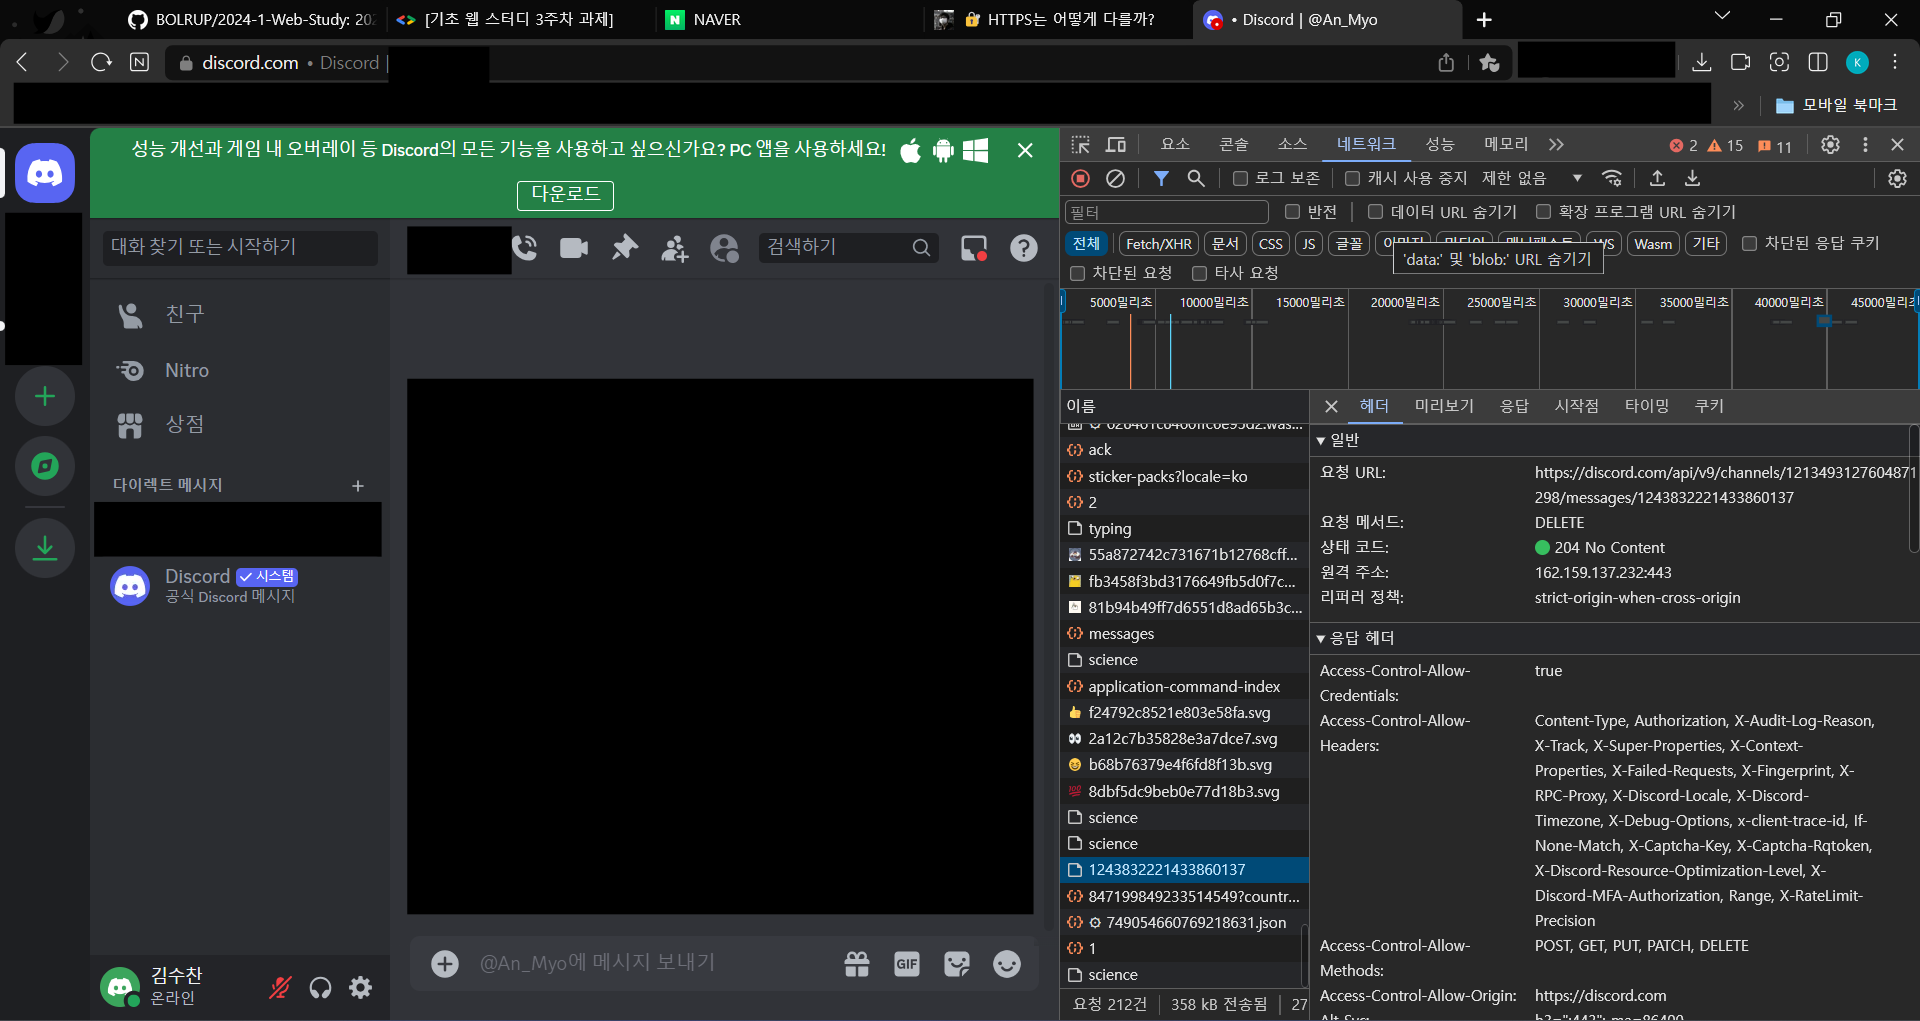 BOLRUP/2024-1-Web-Study: 202
[기초 웹 스터디 3주차 과제]
NAVER
HTTPS는 어떻게 다를까?
• Discord | @An_Myo
discord.com • Discord |
모바일 북마크
성능 개선과 게임 내 오버레이 등 Discord의 모든 기능을 사용하고 싶으신가요? PC 앱을 사용하세요!
다운로드
대화 찾기 또는 시작하기
검색하기
친구
Nitro
상점
다이렉트 메시지
Discord 시스템
공식 Discord 메시지
김수찬
온라인
@An_Myo에 메시지 보내기
GIF
요소 콘솔 소스 네트워크 성능 메모리 2 15 11
로그 보존 캐시 사용 중지 제한 없음
필터 반전 데이터 URL 숨기기 확장 프로그램 URL 숨기기
전체 Fetch/XHR 문서 CSS JS 글꼴 이미지 미디어 매니페스트 WS Wasm 기타 차단된 응답 쿠키
'data:' 및 'blob:' URL 숨기기
차단된 요청 타사 요청
5000밀리초 10000밀리초 15000밀리초 20000밀리초 25000밀리초 30000밀리초 35000밀리초 40000밀리초 45000밀리초
이름
ack
sticker-packs?locale=ko
2
typing
55a872742c731671b12768cff...
fb3458f3bd3176649fb5d0f7c...
81b94b49ff7d6551d8ad65b3c...
messages
science
application-command-index
f24792c8521e803e58fa.svg
2a12c7b35828e3a7dce7.svg
b68b76379e4f6fd8f13b.svg
8dbf5dc9beb0e77d18b3.svg
science
science
1243832221433860137
847199849233514549?countr...
749054660769218631.json
1
science
요청 212건 358 kB 전송됨 27
헤더 미리보기 응답 시작점 타이밍 쿠키
일반
요청 URL: https://discord.com/api/v9/channels/1213493127604871
298/messages/1243832221433860137
요청 메서드: DELETE
상태 코드: 204 No Content
원격 주소: 162.159.137.232:443
리퍼러 정책: strict-origin-when-cross-origin
응답 헤더
Access-Control-Allow- true
Credentials:
Access-Control-Allow- Content-Type, Authorization, X-Audit-Log-Reason,
Headers: X-Track, X-Super-Properties, X-Context-
Properties, X-Failed-Requests, X-Fingerprint, X-
RPC-Proxy, X-Discord-Locale, X-Discord-
Timezone, X-Debug-Options, x-client-trace-id, If-
None-Match, X-Captcha-Key, X-Captcha-Rqtoken,
X-Discord-Resource-Optimization-Level, X-
Discord-MFA-Authorization, Range, X-RateLimit-
Precision
Access-Control-Allow- POST, GET, PUT, PATCH, DELETE
Methods:
Access-Control-Allow-Origin: https://discord.com